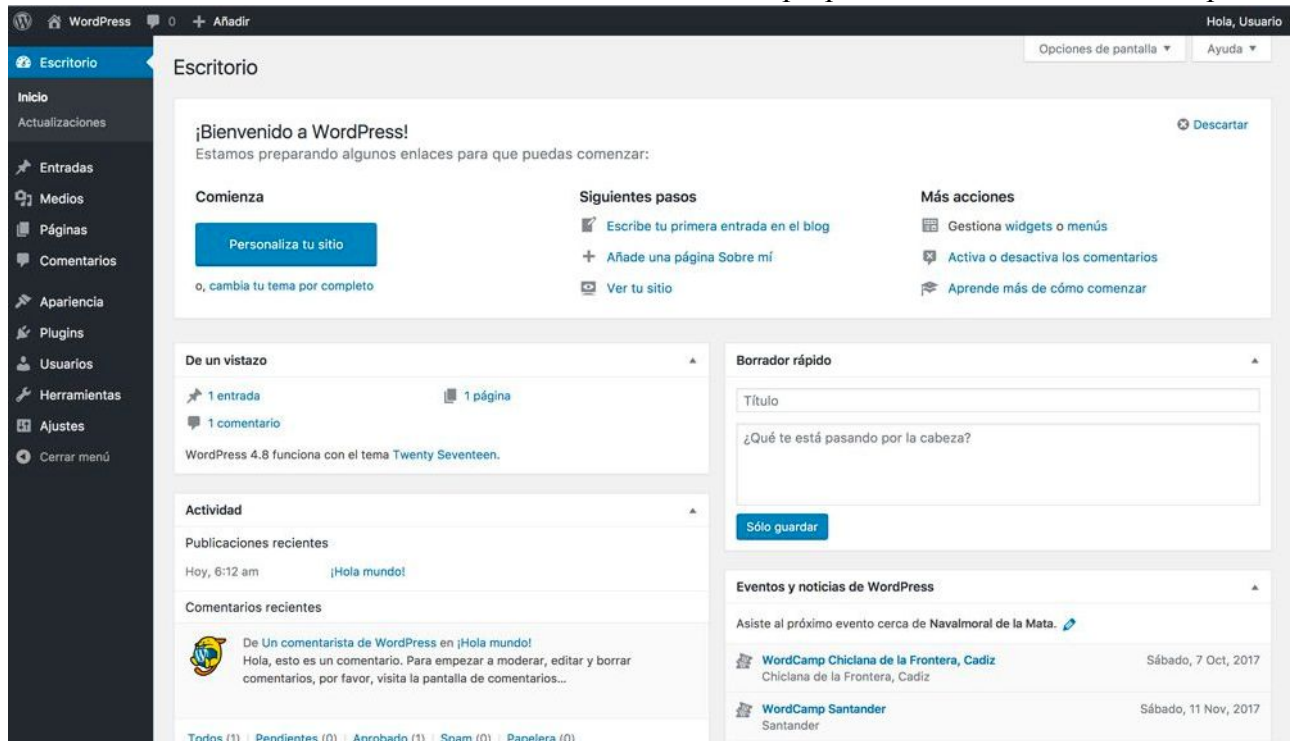 WordPress 0 + Añadir Hola, Usuario
Opciones de pantalla ▼ Ayuda ▼
Escritorio
Inicio
Actualizaciones
Entradas
Medios
Páginas
Comentarios
Apariencia
Plugins
Usuarios
Herramientas
Ajustes
Cerrar menú
Escritorio
¡Bienvenido a WordPress!
Descartar
Estamos preparando algunos enlaces para que puedas comenzar:
Comienza
Personaliza tu sitio
o, cambia tu tema por completo
Siguientes pasos
Escribe tu primera entrada en el blog
Añade una página Sobre mí
Ver tu sitio
Más acciones
Gestiona widgets o menús
Activa o desactiva los comentarios
Aprende más de cómo comenzar
De un vistazo
1 entrada 1 página
1 comentario
WordPress 4.8 funciona con el tema Twenty Seventeen.
Actividad
Publicaciones recientes
Hoy, 6:12 am ¡Hola mundo!
Comentarios recientes
De Un comentarista de WordPress en ¡Hola mundo!
Hola, esto es un comentario. Para empezar a moderar, editar y borrar
comentarios, por favor, visita la pantalla de comentarios...
Todos (1) | Pendientes (0) | Aprobado (1) | Spam (0) | Papelera (0)
Borrador rápido
Título
¿Qué te está pasando por la cabeza?
Sólo guardar
Eventos y noticias de WordPress
Asiste al próximo evento cerca de Navalmoral de la Mata.
WordCamp Chiclana de la Frontera, Cadiz Sábado, 7 Oct, 2017
Chiclana de la Frontera, Cadiz
WordCamp Santander Sábado, 11 Nov, 2017
Santander